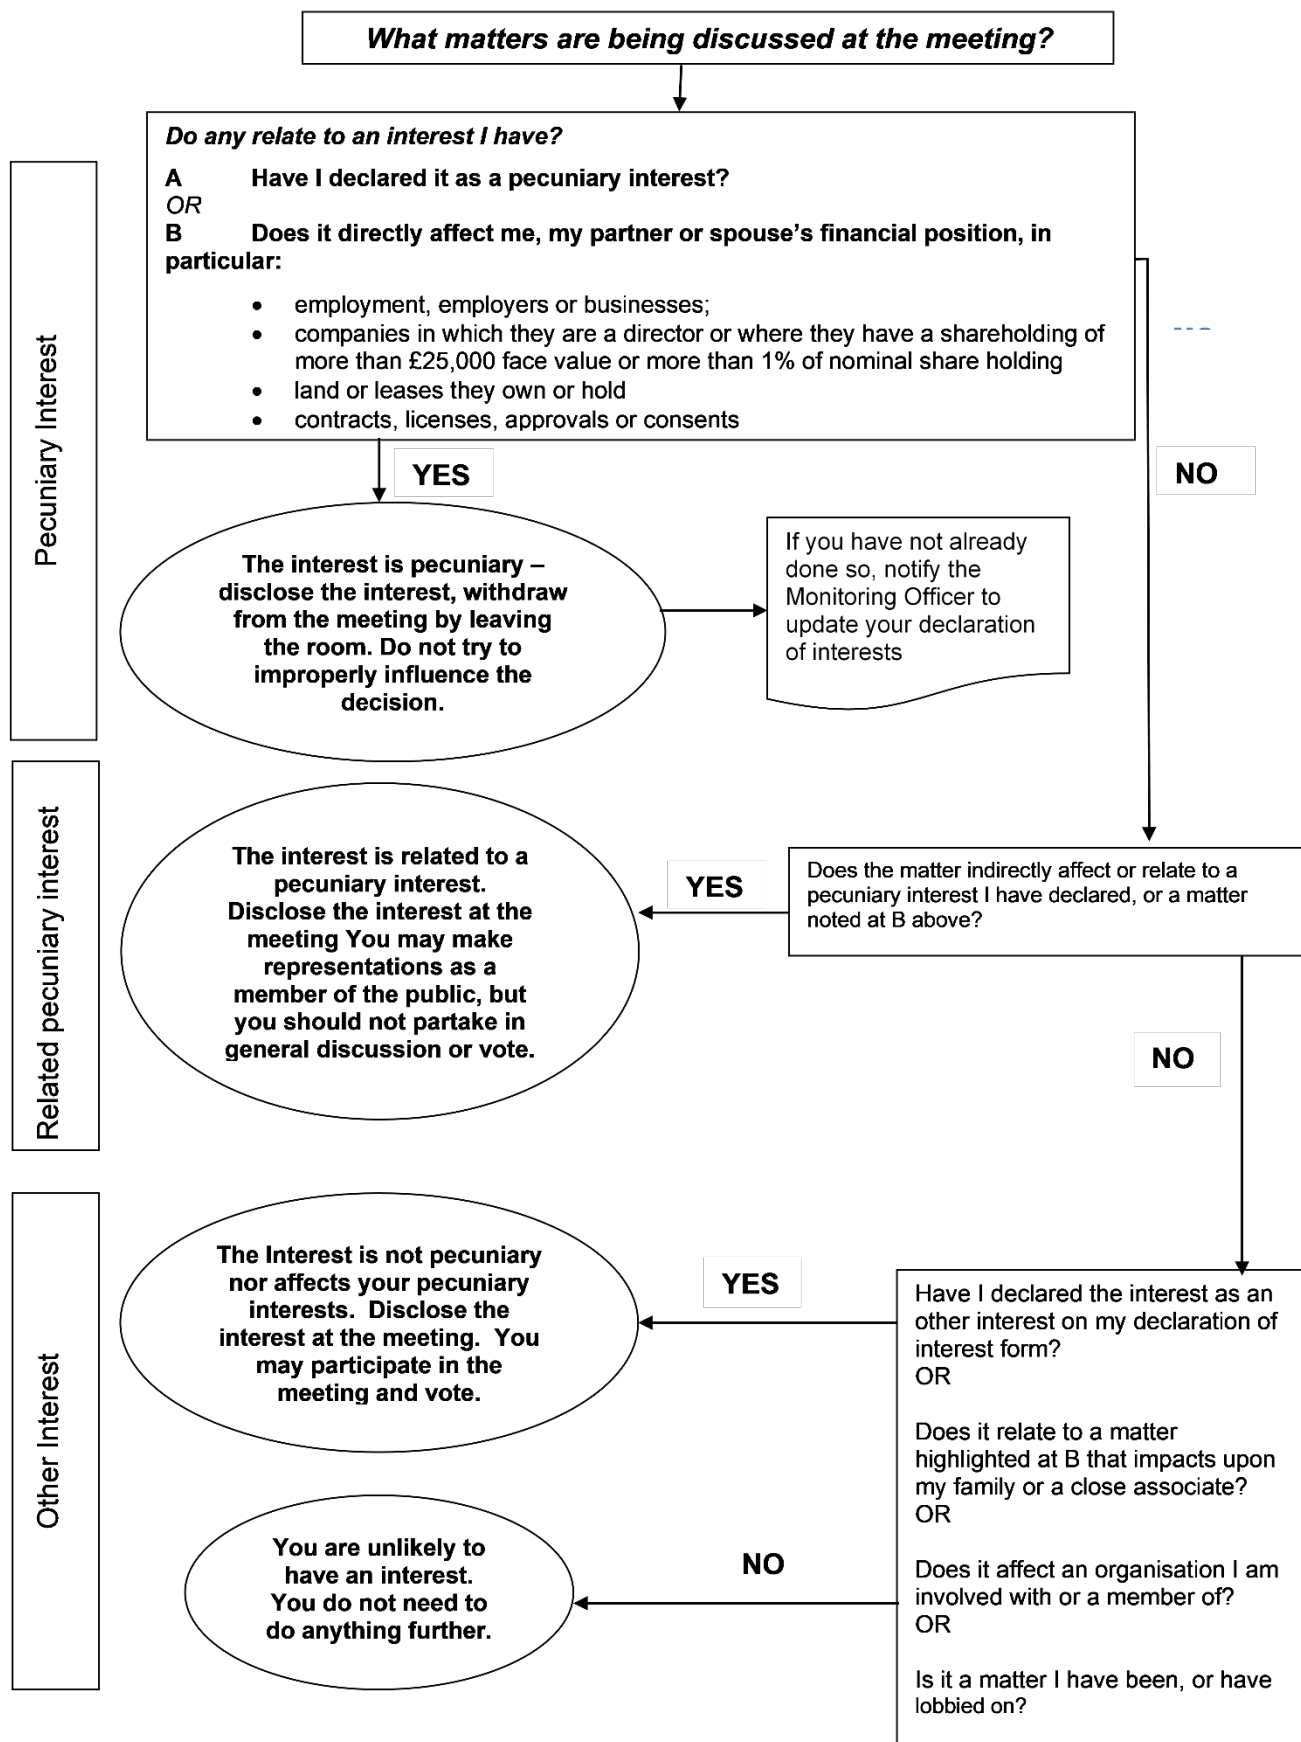 What matters are being discussed at the meeting?
Do any relate to an interest I have?
A Have I declared it as a pecuniary interest?
OR
B Does it directly affect me, my partner or spouse's financial position, in
particular:
• employment, employers or businesses;
• companies in which they are a director or where they have a shareholding of
more than £25,000 face value or more than 1% of nominal share holding
• land or leases they own or hold
• contracts, licenses, approvals or consents
Pecuniary Interest
YES
NO
The interest is pecuniary –
disclose the interest, withdraw
from the meeting by leaving
the room. Do not try to
improperly influence the
decision.
If you have not already
done so, notify the
Monitoring Officer to
update your declaration
of interests
Related pecuniary interest
The interest is related to a
pecuniary interest.
Disclose the interest at the
meeting You may make
representations as a
member of the public, but
you should not partake in
general discussion or vote.
YES
Does the matter indirectly affect or relate to a
pecuniary interest I have declared, or a matter
noted at B above?
NO
Other Interest
The Interest is not pecuniary
nor affects your pecuniary
interests. Disclose the
interest at the meeting. You
may participate in the
meeting and vote.
YES
Have I declared the interest as an
other interest on my declaration of
interest form?
OR
Does it relate to a matter
highlighted at B that impacts upon
my family or a close associate?
OR
Does it affect an organisation I am
involved with or a member of?
OR
Is it a matter I have been, or have
lobbied on?
NO
You are unlikely to
have an interest.
You do not need to
do anything further.